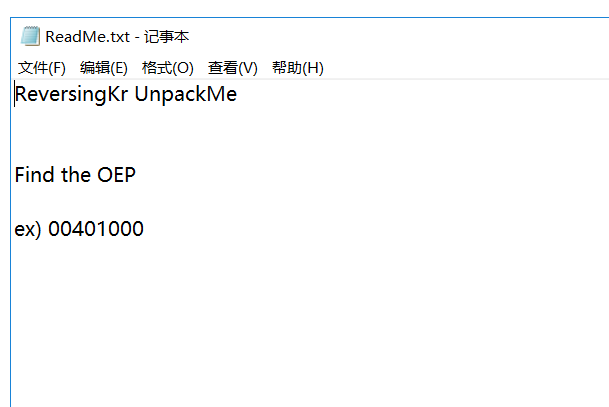 ReadMe.txt - 记事本
文件(F) 编辑(E) 格式(O) 查看(V) 帮助(H)
ReversingKr UnpackMe
Find the OEP
ex) 00401000